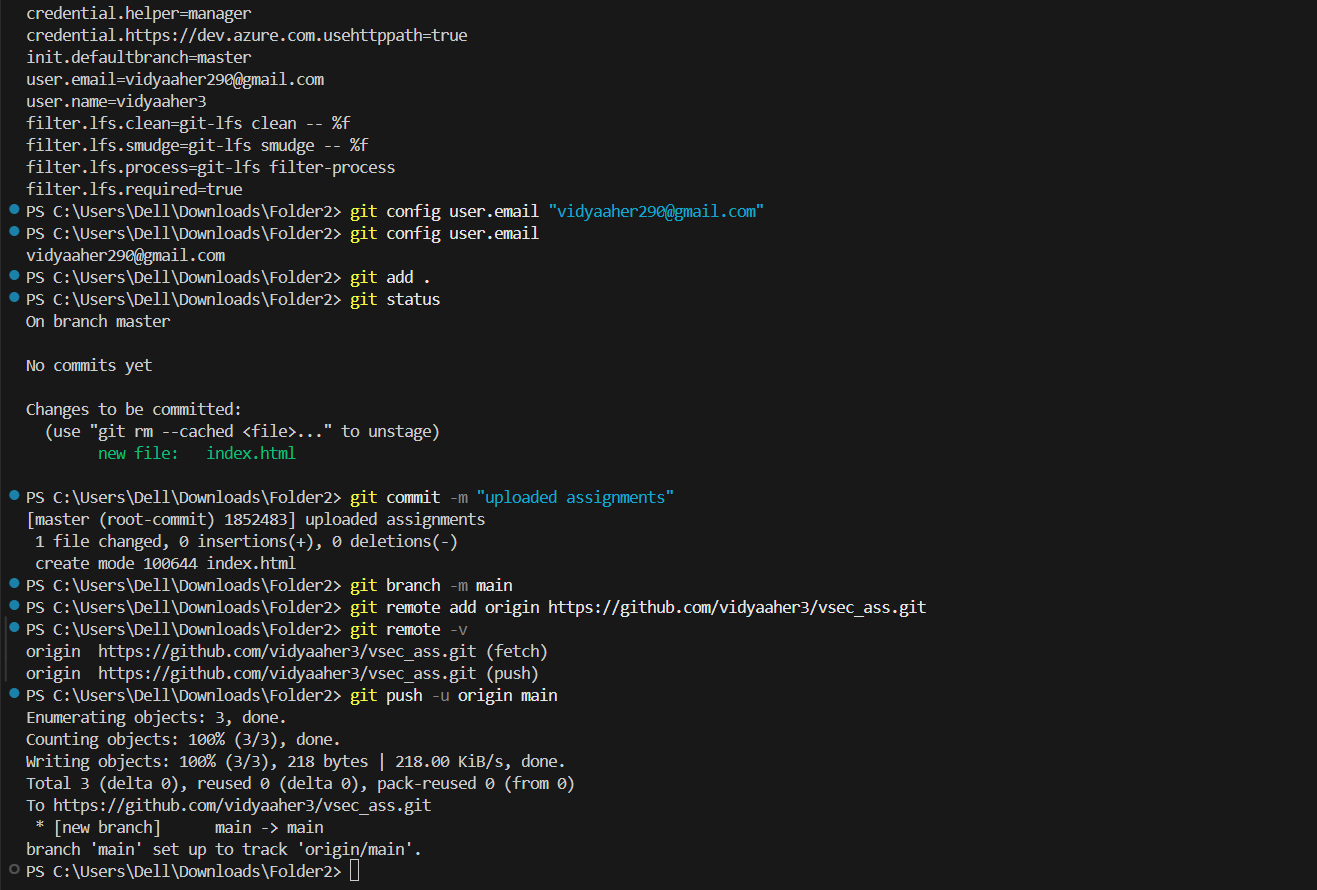 credential.helper=manager
credential.https://dev.azure.com.usehttppath=true
init.defaultbranch=master
user.email=vidyaaher290@gmail.com
user.name=vidyaaher3
filter.lfs.clean=git-lfs clean -- %f
filter.lfs.smudge=git-lfs smudge -- %f
filter.lfs.process=git-lfs filter-process
filter.lfs.required=true
PS C:\Users\Dell\Downloads\Folder2> git config user.email "vidyaaher290@gmail.com"
PS C:\Users\Dell\Downloads\Folder2> git config user.email
vidyaaher290@gmail.com
PS C:\Users\Dell\Downloads\Folder2> git add .
PS C:\Users\Dell\Downloads\Folder2> git status
On branch master

No commits yet

Changes to be committed:
  (use "git rm --cached <file>..." to unstage)
        new file:   index.html

PS C:\Users\Dell\Downloads\Folder2> git commit -m "uploaded assignments"
[master (root-commit) 1852483] uploaded assignments
 1 file changed, 0 insertions(+), 0 deletions(-)
 create mode 100644 index.html
PS C:\Users\Dell\Downloads\Folder2> git branch -m main
PS C:\Users\Dell\Downloads\Folder2> git remote add origin https://github.com/vidyaaher3/vsec_ass.git
PS C:\Users\Dell\Downloads\Folder2> git remote -v
origin  https://github.com/vidyaaher3/vsec_ass.git (fetch)
origin  https://github.com/vidyaaher3/vsec_ass.git (push)
PS C:\Users\Dell\Downloads\Folder2> git push -u origin main
Enumerating objects: 3, done.
Counting objects: 100% (3/3), done.
Writing objects: 100% (3/3), 218 bytes | 218.00 KiB/s, done.
Total 3 (delta 0), reused 0 (delta 0), pack-reused 0 (from 0)
To https://github.com/vidyaaher3/vsec_ass.git
 * [new branch]      main -> main
branch 'main' set up to track 'origin/main'.
PS C:\Users\Dell\Downloads\Folder2>